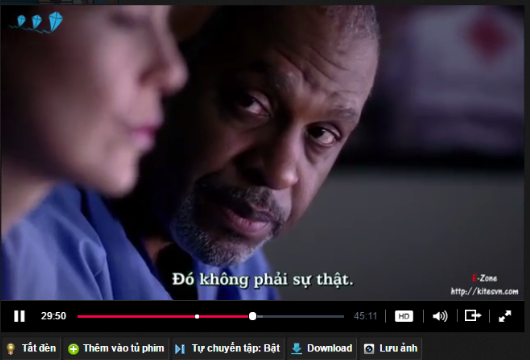 Đó không phải sự thật.
K-Zone
http://kitesvn.com
29:50
45:11
HD
Tắt đèn
Thêm vào tủ phim
Tự chuyển tập: Bật
Download
Lưu ảnh